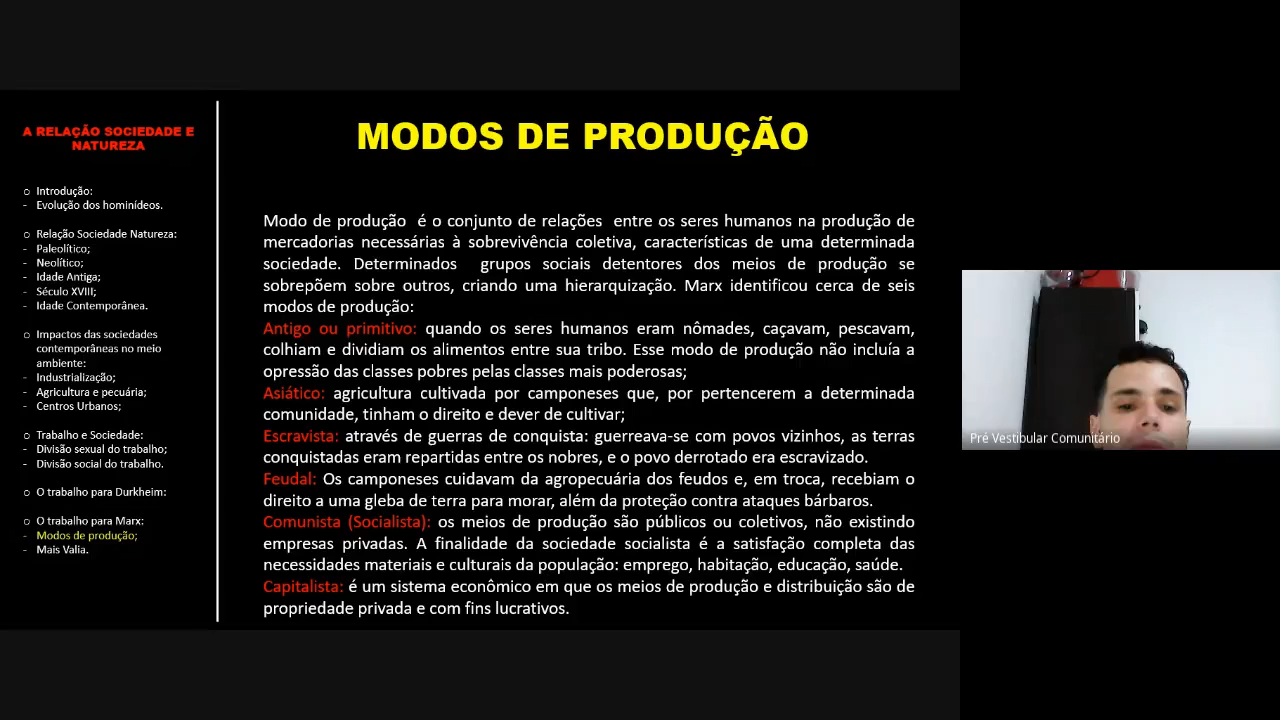 A RELAÇÃO SOCIEDADE E
NATUREZA
o Introdução:
- Evolução dos hominídeos.
o Relação Sociedade Natureza:
- Paleolítico;
- Neolítico;
- Idade Antiga;
- Século XVIII;
- Idade Contemporânea.
o Impactos das sociedades
contemporâneas no meio
ambiente:
- Industrialização;
- Agricultura e pecuária;
- Centros Urbanos;
o Trabalho e Sociedade:
- Divisão sexual do trabalho;
- Divisão social do trabalho.
o O trabalho para Durkheim:
o O trabalho para Marx:
- Modos de produção;
- Mais Valia.
MODOS DE PRODUÇÃO
Modo de produção é o conjunto de relações entre os seres humanos na produção de
mercadorias necessárias à sobrevivência coletiva, características de uma determinada
sociedade. Determinados grupos sociais detentores dos meios de produção se
sobrepõem sobre outros, criando uma hierarquização. Marx identificou cerca de seis
modos de produção:
Antigo ou primitivo: quando os seres humanos eram nômades, caçavam, pescavam,
colhiam e dividiam os alimentos entre sua tribo. Esse modo de produção não incluía a
opressão das classes pobres pelas classes mais poderosas;
Asiático: agricultura cultivada por camponeses que, por pertencerem a determinada
comunidade, tinham o direito e dever de cultivar;
Escravista: através de guerras de conquista: guerreava-se com povos vizinhos, as terras
conquistadas eram repartidas entre os nobres, e o povo derrotado era escravizado.
Feudal: Os camponeses cuidavam da agropecuária dos feudos e, em troca, recebiam o
direito a uma gleba de terra para morar, além da proteção contra ataques bárbaros.
Comunista (Socialista): os meios de produção são públicos ou coletivos, não existindo
empresas privadas. A finalidade da sociedade socialista é a satisfação completa das
necessidades materiais e culturais da população: emprego, habitação, educação, saúde.
Capitalista: é um sistema econômico em que os meios de produção e distribuição são de
propriedade privada e com fins lucrativos.
Pré Vestibular Comunitário